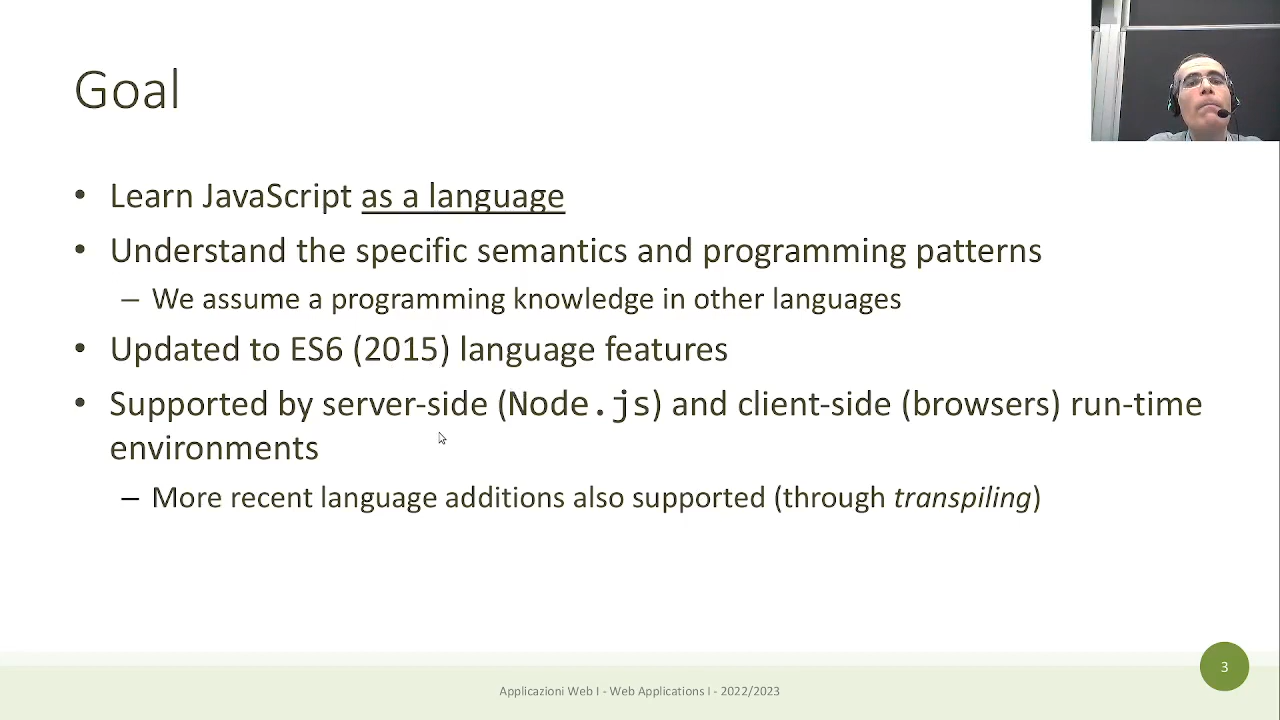 Goal
• Learn JavaScript as a language
• Understand the specific semantics and programming patterns
– We assume a programming knowledge in other languages
• Updated to ES6 (2015) language features
• Supported by server-side (Node.js) and client-side (browsers) run-time
environments
– More recent language additions also supported (through transpiling)
3
Applicazioni Web I - Web Applications I - 2022/2023